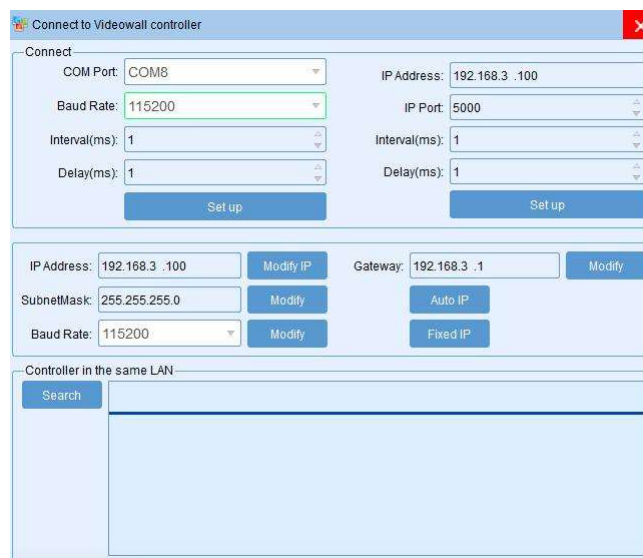 Connect to Videowall controller
Connect
COM Port: COM8
IP Address: 192.168.3 .100
Baud Rate: 115200
IP Port: 5000
Interval(ms): 1
Interval(ms): 1
Delay(ms): 1
Delay(ms): 1
Set up
Set up
IP Address: 192.168.3 .100 Modify IP Gateway: 192.168.3 .1 Modify
SubnetMask: 255.255.255.0 Modify Auto IP
Baud Rate: 115200 Modify Fixed IP
Controller in the same LAN
Search